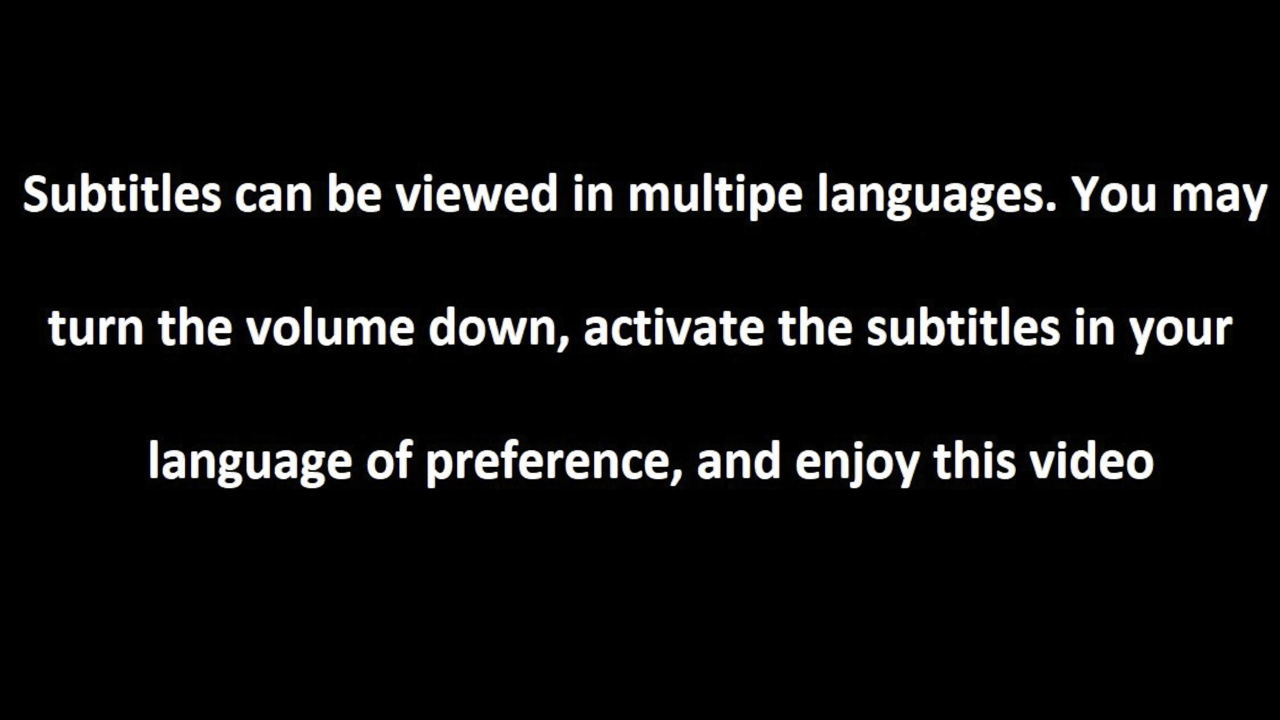 Subtitles can be viewed in multipe languages. You may
turn the volume down, activate the subtitles in your
language of preference, and enjoy this video